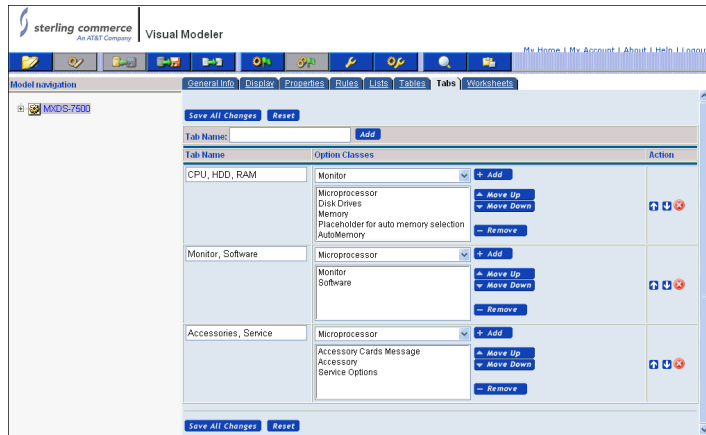 sterling commerce
An AT&T Company
Visual Modeler
My Home | My Account | About | Help | Logout
Model navigation
General Info Display Properties Rules Lists Tables Tabs Worksheets
MXDS-7500
Save All Changes Reset
Tab Name: Add
Tab Name Option Classes Action
CPU, HDD, RAM Monitor + Add
Microprocessor
Disk Drives
Memory
Placeholder for auto memory selection
AutoMemory
Move Up
Move Down
Remove
Monitor, Software Microprocessor + Add
Monitor
Software
Move Up
Move Down
Remove
Accessories, Service Microprocessor + Add
Accessory Cards Message
Accessory
Service Options
Move Up
Move Down
Remove
Save All Changes Reset